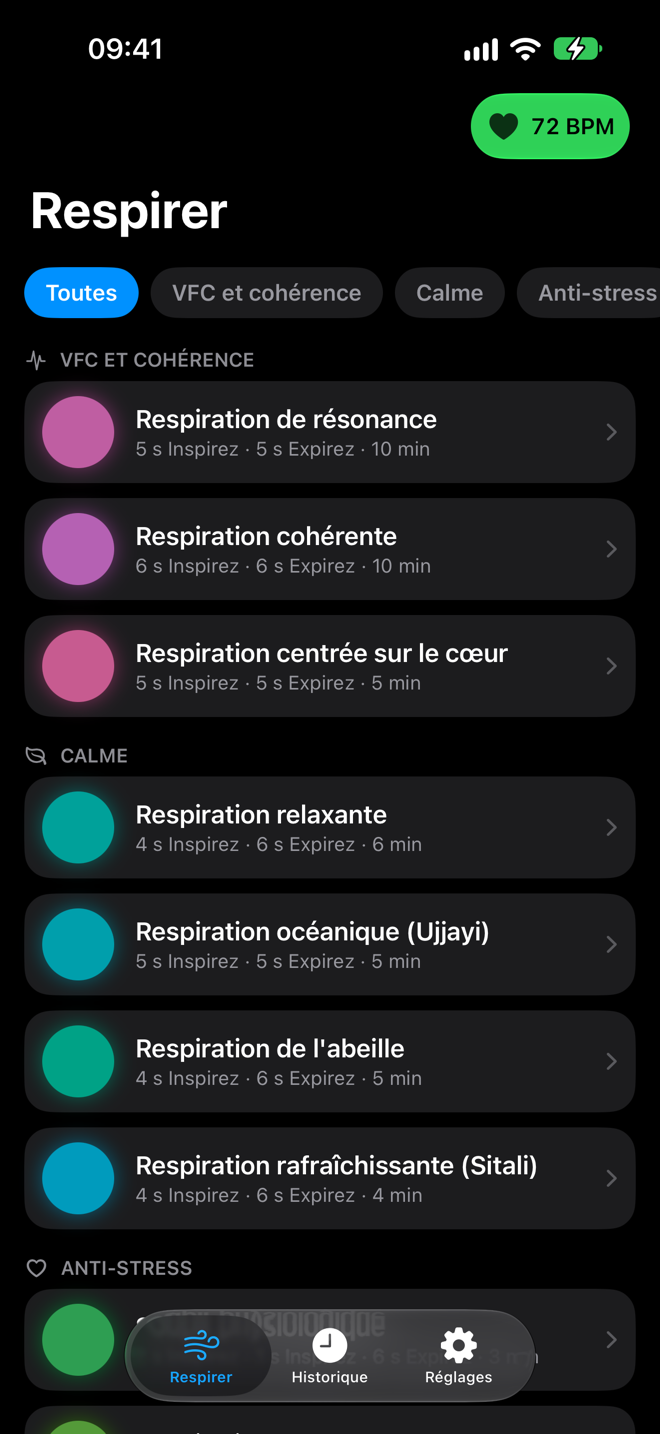 09:41
72 BPM
Respirer
Toutes
VFC et cohérence
Calme
Anti-stress
VFC ET COHÉRENCE
Respiration de résonance
5 s Inspirez · 5 s Expirez · 10 min
Respiration cohérente
6 s Inspirez · 6 s Expirez · 10 min
Respiration centrée sur le cœur
5 s Inspirez · 5 s Expirez · 5 min
CALME
Respiration relaxante
4 s Inspirez · 6 s Expirez · 6 min
Respiration océanique (Ujjayi)
5 s Inspirez · 5 s Expirez · 5 min
Respiration de l'abeille
4 s Inspirez · 6 s Expirez · 5 min
Respiration rafraîchissante (Sitali)
4 s Inspirez · 6 s Expirez · 4 min
ANTI-STRESS
Respirer
Historique
Réglages